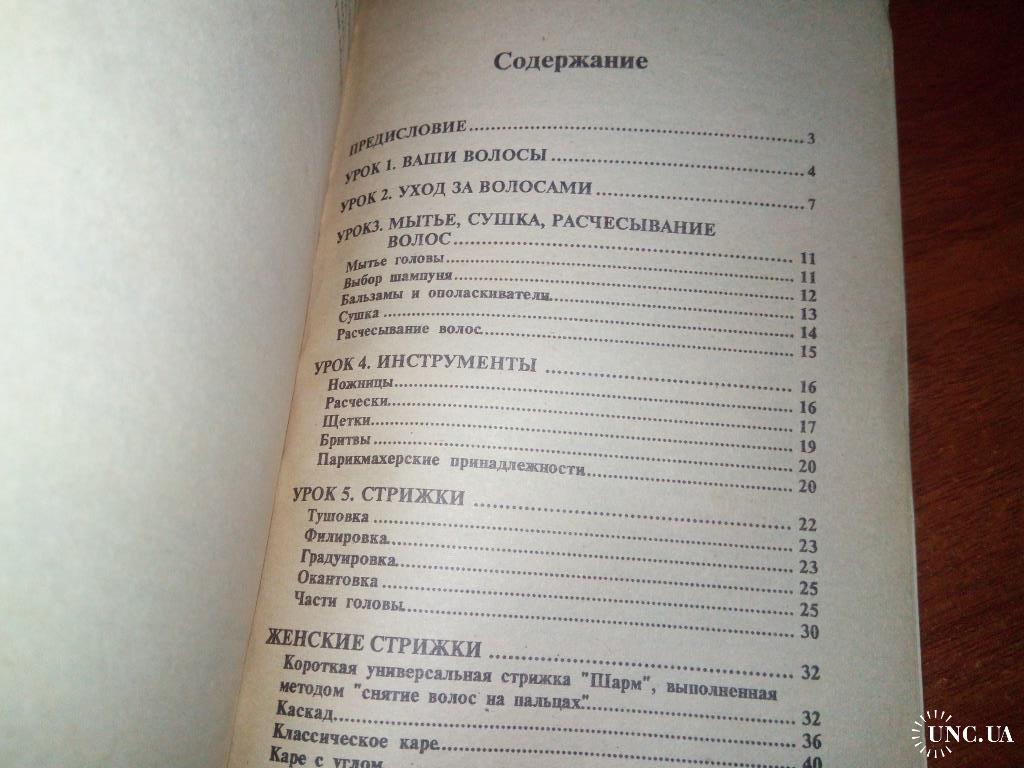 Содержание
ПРЕДИСЛОВИЕ........ 3
УРОК 1. ВАШИ ВОЛОСЫ........ 4
УРОК 2. УХОД ЗА ВОЛОСАМИ........ 7
УРОК3. МЫТЬЕ, СУШКА, РАСЧЕСЫВАНИЕ
ВОЛОС........ 11
Мытье головы........ 11
Выбор шампуня........ 12
Бальзамы и ополаскиватели........ 13
Сушка........ 14
Расчесывание волос........ 15
УРОК 4. ИНСТРУМЕНТЫ........ 16
Ножницы........ 16
Расчески........ 17
Щетки........ 19
Бритвы........ 20
Парикмахерские принадлежности........ 20
УРОК 5. СТРИЖКИ........ 22
Тушовка........ 23
Филировка........ 23
Градуировка........ 25
Окантовка........ 25
Части головы........ 30
ЖЕНСКИЕ СТРИЖКИ........ 32
Короткая универсальная стрижка "Шарм", выполненная
методом "снятие волос на пальцах"........ 32
Каскад........ 36
Классическое каре........ 40
Каре с углом
UNC.UA